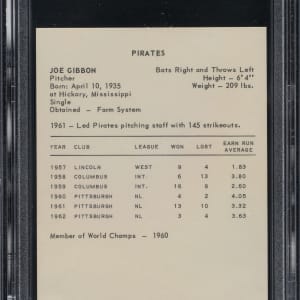 PIRATES
JOE GIBBON Bats Right and Throws Left
Pitcher Height — 6'4"
Born: April 10, 1935 Weight — 209 lbs.
at Hickory, Mississippi
Single
Obtained — Farm System
1961 — Led Pirates pitching staff with 145 strikeouts.
YEAR CLUB LEAGUE WON LOST EARN RUN AVERAGE
1957 LINCOLN WEST 9 4 1.83
1958 COLUMBUS INT. 6 13 3.80
1959 COLUMBUS INT. 16 9 2.60
1960 PITTSBURGH NL 4 2 4.05
1961 PITTSBURGH NL 13 10 3.32
1962 PITTSBURGH NL 3 4 3.63
Member of World Champs — 1960